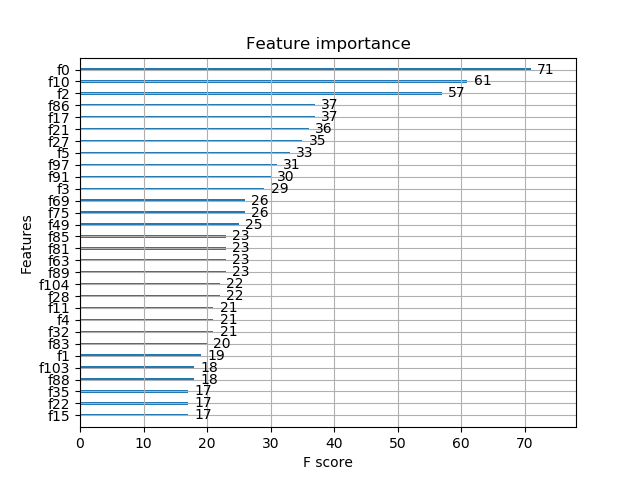 Feature importance
Features
f0 71
f10 61
f2 57
f86 37
f17 37
f21 36
f27 35
f5 33
f97 31
f91 30
f3 29
f69 26
f75 26
f49 25
f85 23
f81 23
f63 23
f89 23
f104 22
f28 22
f11 21
f4 21
f32 21
f83 20
f1 19
f103 18
f88 18
f35 17
f22 17
f15 17
0 10 20 30 40 50 60 70
F score